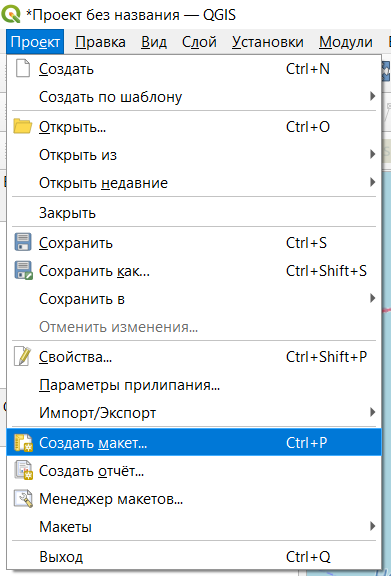 *Проект без названия — QGIS
Проект Правка Вид Слой Установки Модули
Создать Ctrl+N
Создать по шаблону
Открыть... Ctrl+O
Открыть из
Открыть недавние
Закрыть
Сохранить Ctrl+S
Сохранить как... Ctrl+Shift+S
Сохранить в
Отменить изменения...
Свойства... Ctrl+Shift+P
Параметры прилипания...
Импорт/Экспорт
Создать макет... Ctrl+P
Создать отчёт...
Менеджер макетов...
Макеты
Выход Ctrl+Q